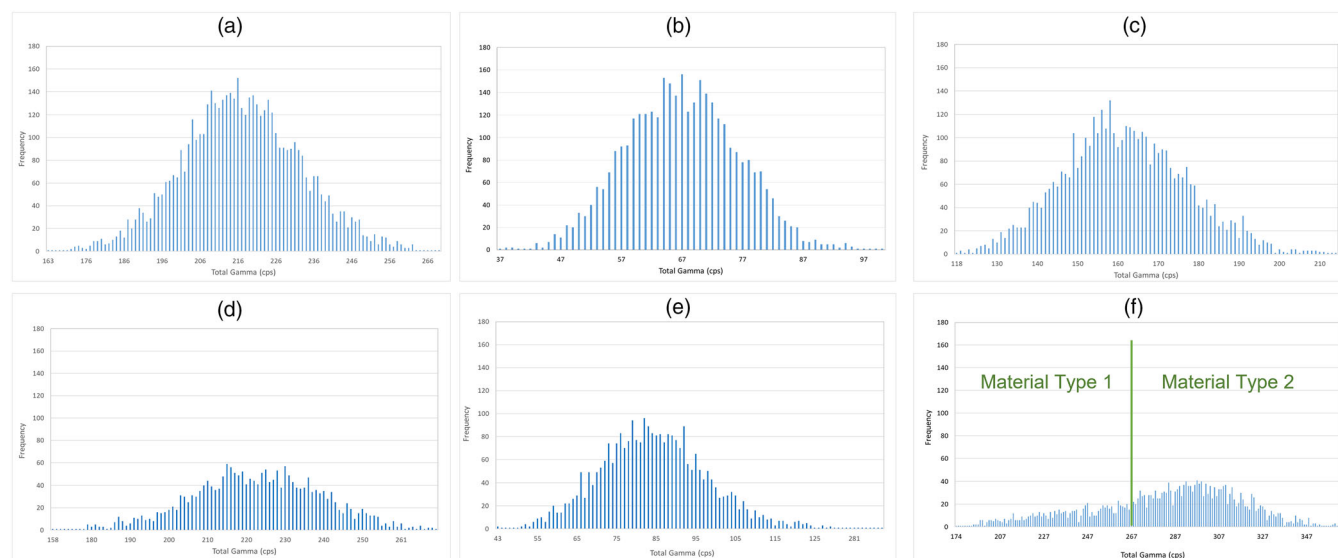 (a)
180
160
140
120
100
80
60
40
20
0
Frequency
163 176 186 196 206 216 226 236 246 256 266
Total Gamma (cps)
(b)
180
160
140
120
100
80
60
40
20
0
Frequency
37 47 57 67 77 87 97
Total Gamma (cps)
(c)
180
160
140
120
100
80
60
40
20
0
Frequency
118 130 140 150 160 170 180 190 200 210
Total Gamma (cps)
(d)
180
160
140
120
100
80
60
40
20
0
Frequency
158 180 190 200 210 220 230 240 251 261
Total Gamma (cps)
(e)
180
160
140
120
100
80
60
40
20
0
Frequency
43 55 65 75 85 95 105 115 125 281
Total Gamma (cps)
(f)
180
160
140
120
100
80
60
40
20
0
Frequency
Material Type 1 Material Type 2
174 207 227 247 267 287 307 327 347
Total Gamma (cps)